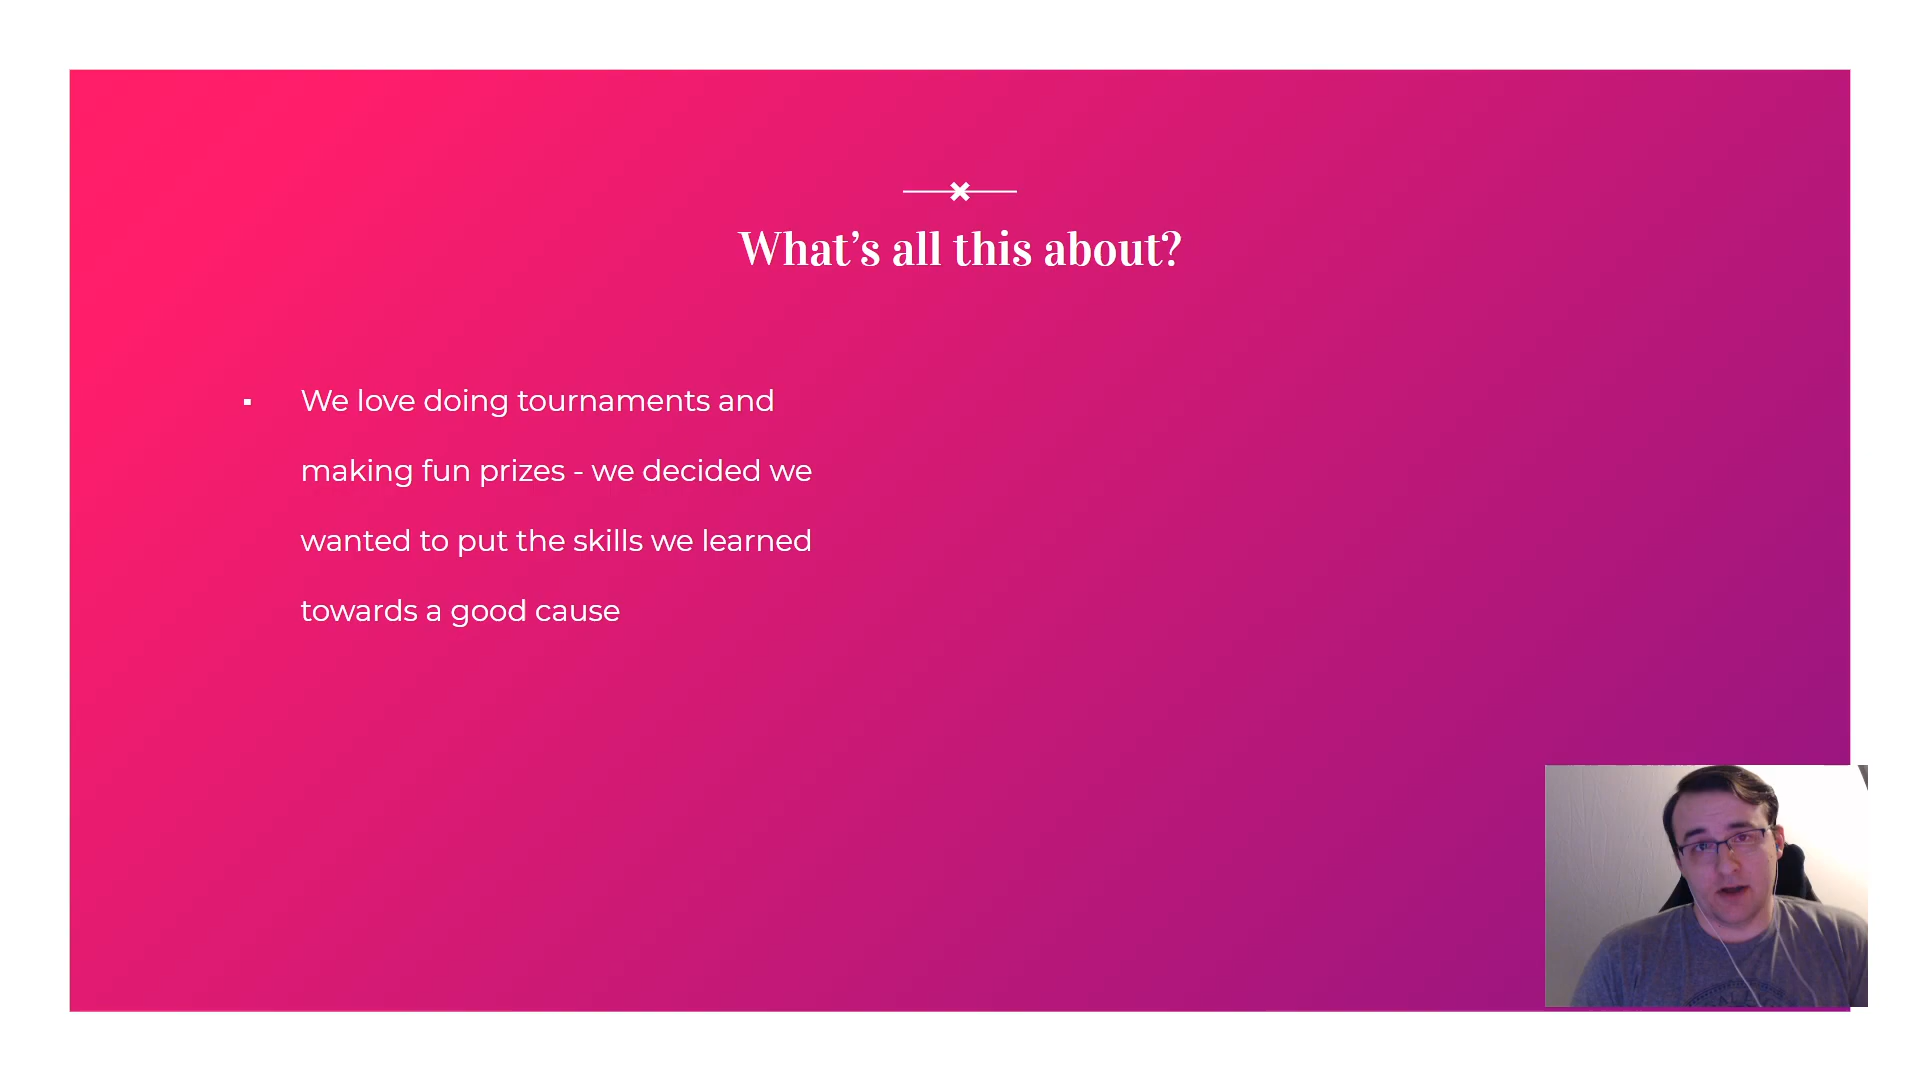 What’s all this about?
▪ We love doing tournaments and
making fun prizes - we decided we
wanted to put the skills we learned
towards a good cause